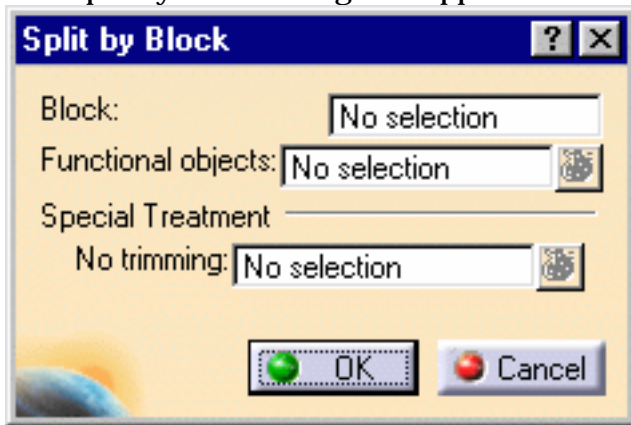 Split by Block ? X
Block: No selection
Functional objects: No selection
Special Treatment
No trimming: No selection
OK Cancel